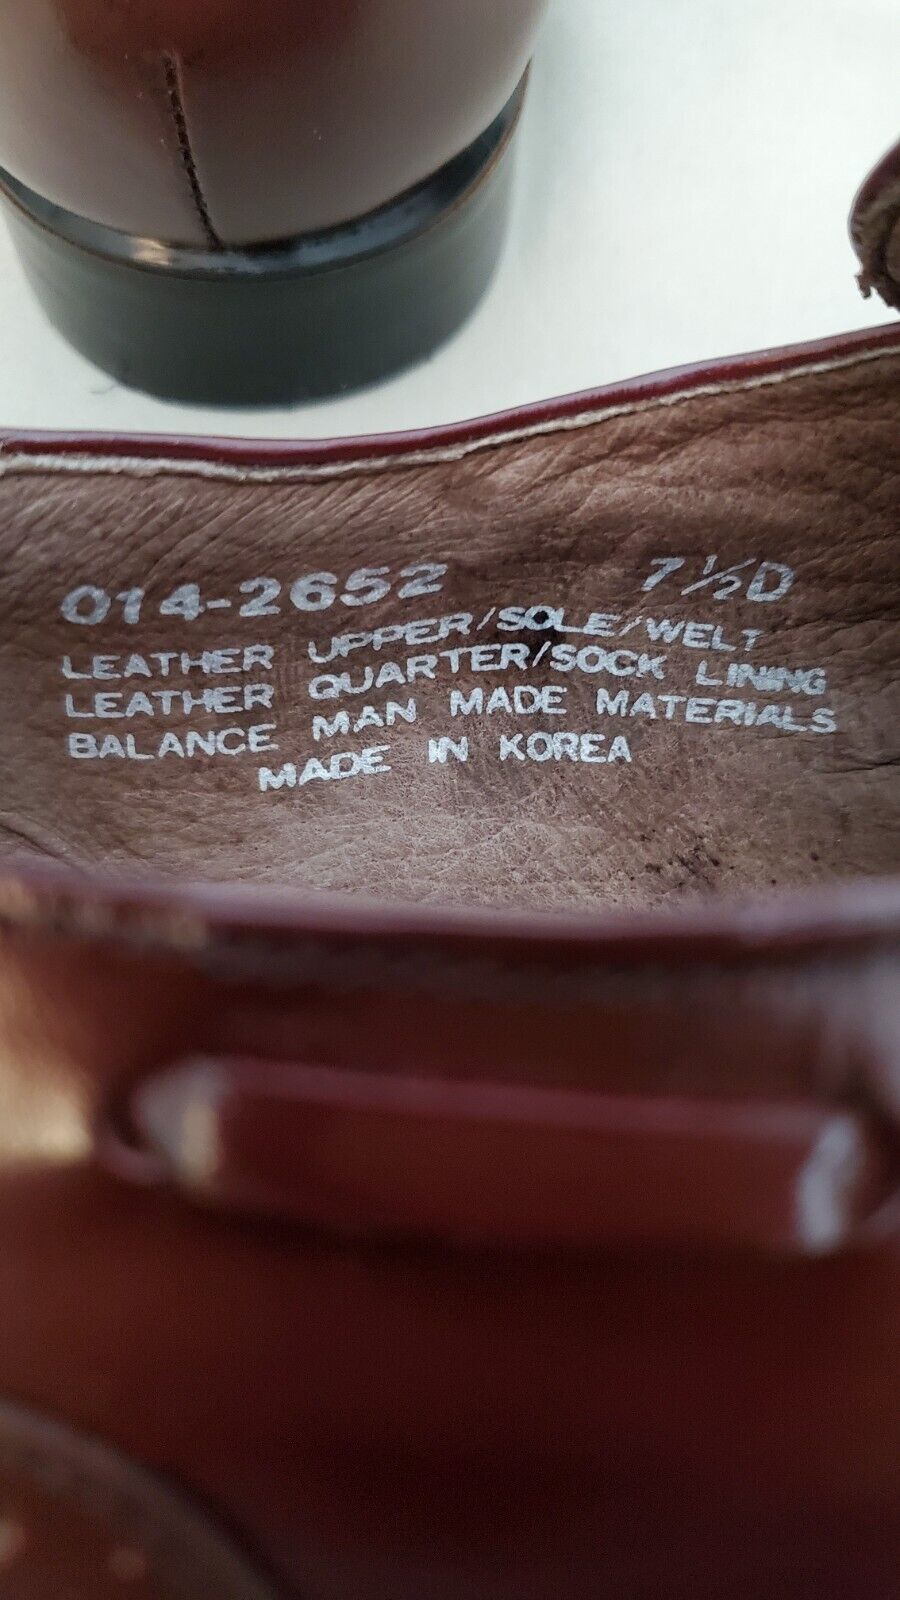 014-2652 7½D
LEATHER UPPER/SOLE/WELT
LEATHER QUARTER/SOCK LINING
BALANCE MAN MADE MATERIALS
MADE IN KOREA